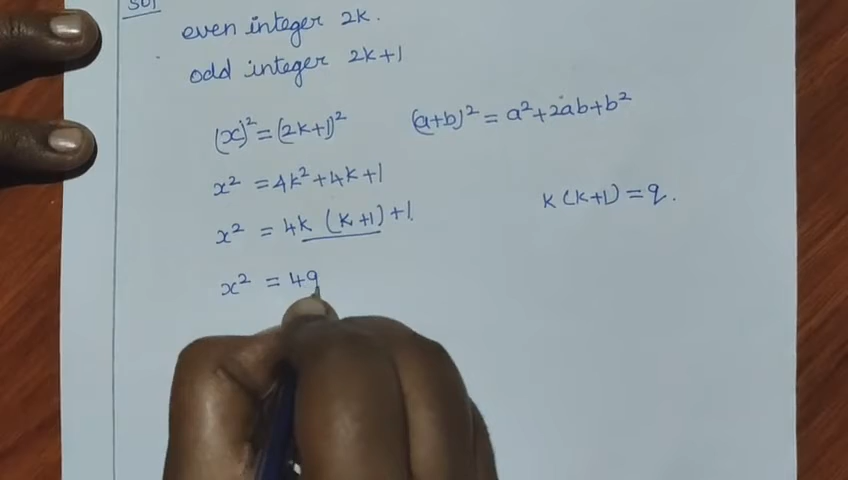 Sol
even integer 2k.
odd integer 2k+1
(x)² = (2k+1)² (a+b)² = a²+2ab+b²
x² = 4k²+4k+1
x² = 4k (k+1)+1 k(k+1) = q.
x² = 4q